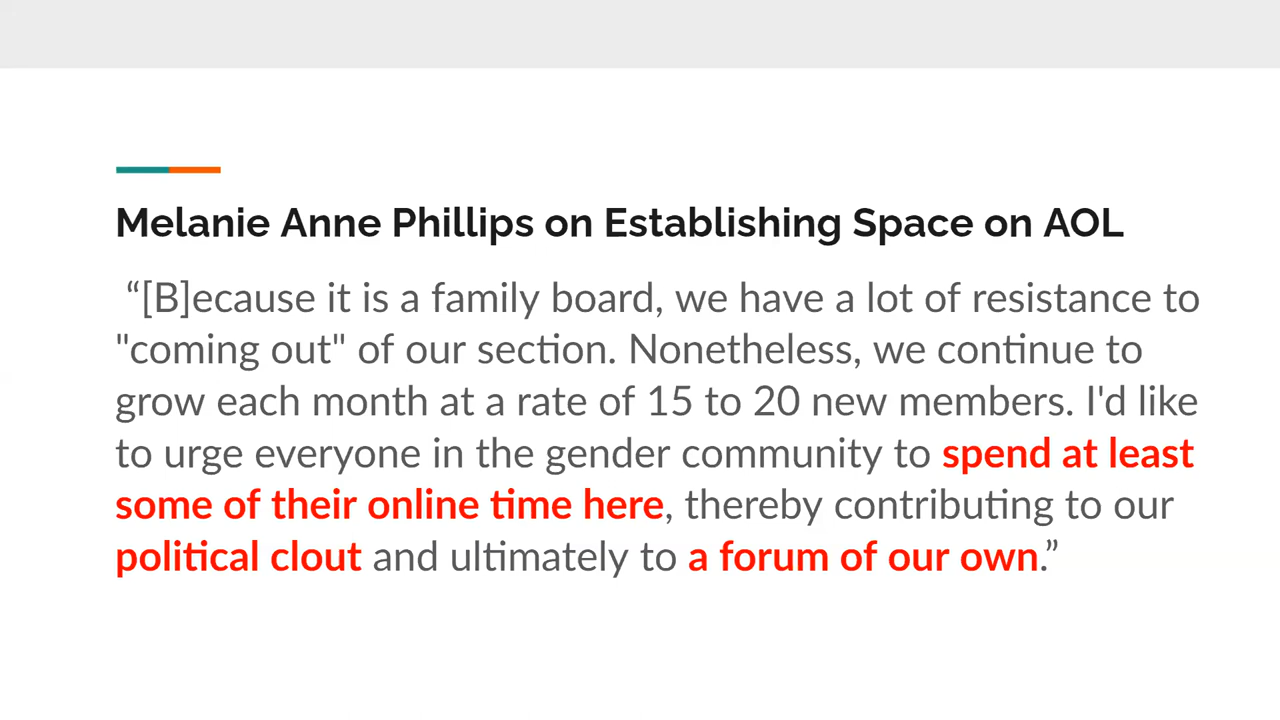 Melanie Anne Phillips on Establishing Space on AOL
“[B]ecause it is a family board, we have a lot of resistance to
"coming out" of our section. Nonetheless, we continue to
grow each month at a rate of 15 to 20 new members. I'd like
to urge everyone in the gender community to spend at least
some of their online time here, thereby contributing to our
political clout and ultimately to a forum of our own.”